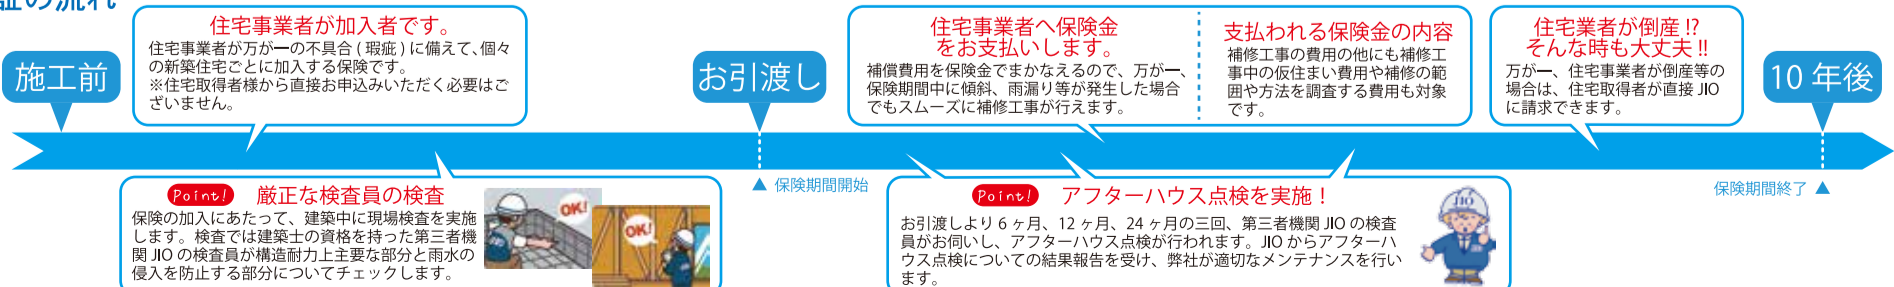 証の流れ
施工前
住宅事業者が加入者です。
住宅事業者が万が一の不具合(瑕疵)に備えて、個々
の新築住宅ごとに加入する保険です。
※住宅取得者様から直接お申込みいただく必要はご
ざいません。
お引渡し
住宅事業者へ保険金
をお支払いします。
補償費用を保険金でまかなえるので、万が一、
保険期間中に傾斜、雨漏り等が発生した場合
でもスムーズに補修工事が行えます。
支払われる保険金の内容
補修工事の費用の他にも補修工
事中の仮住まい費用や補修の範
囲や方法を調査する費用も対象
です。
住宅業者が倒産!?
そんな時も大丈夫!!
万が一、住宅事業者が倒産等の
場合は、住宅取得者が直接 JIO
に請求できます。
10 年後
Point!
厳正な検査員の検査
保険の加入にあたって、建築中に現場検査を実施
します。検査では建築士の資格を持った第三者機
関 JIO の検査員が構造耐力上主要な部分と雨水の
侵入を防止する部分についてチェックします。
OK!
OK!
▲ 保険期間開始
Point!
アフターハウス点検を実施！
お引渡しより 6 ヶ月、12 ヶ月、24 ヶ月の三回、第三者機関 JIO の検査
員がお伺いし、アフターハウス点検が行われます。JIO からアフターハ
ウス点検についての結果報告を受け、弊社が適切なメンテナンスを行い
ます。
JIO
保険期間終了 ▲